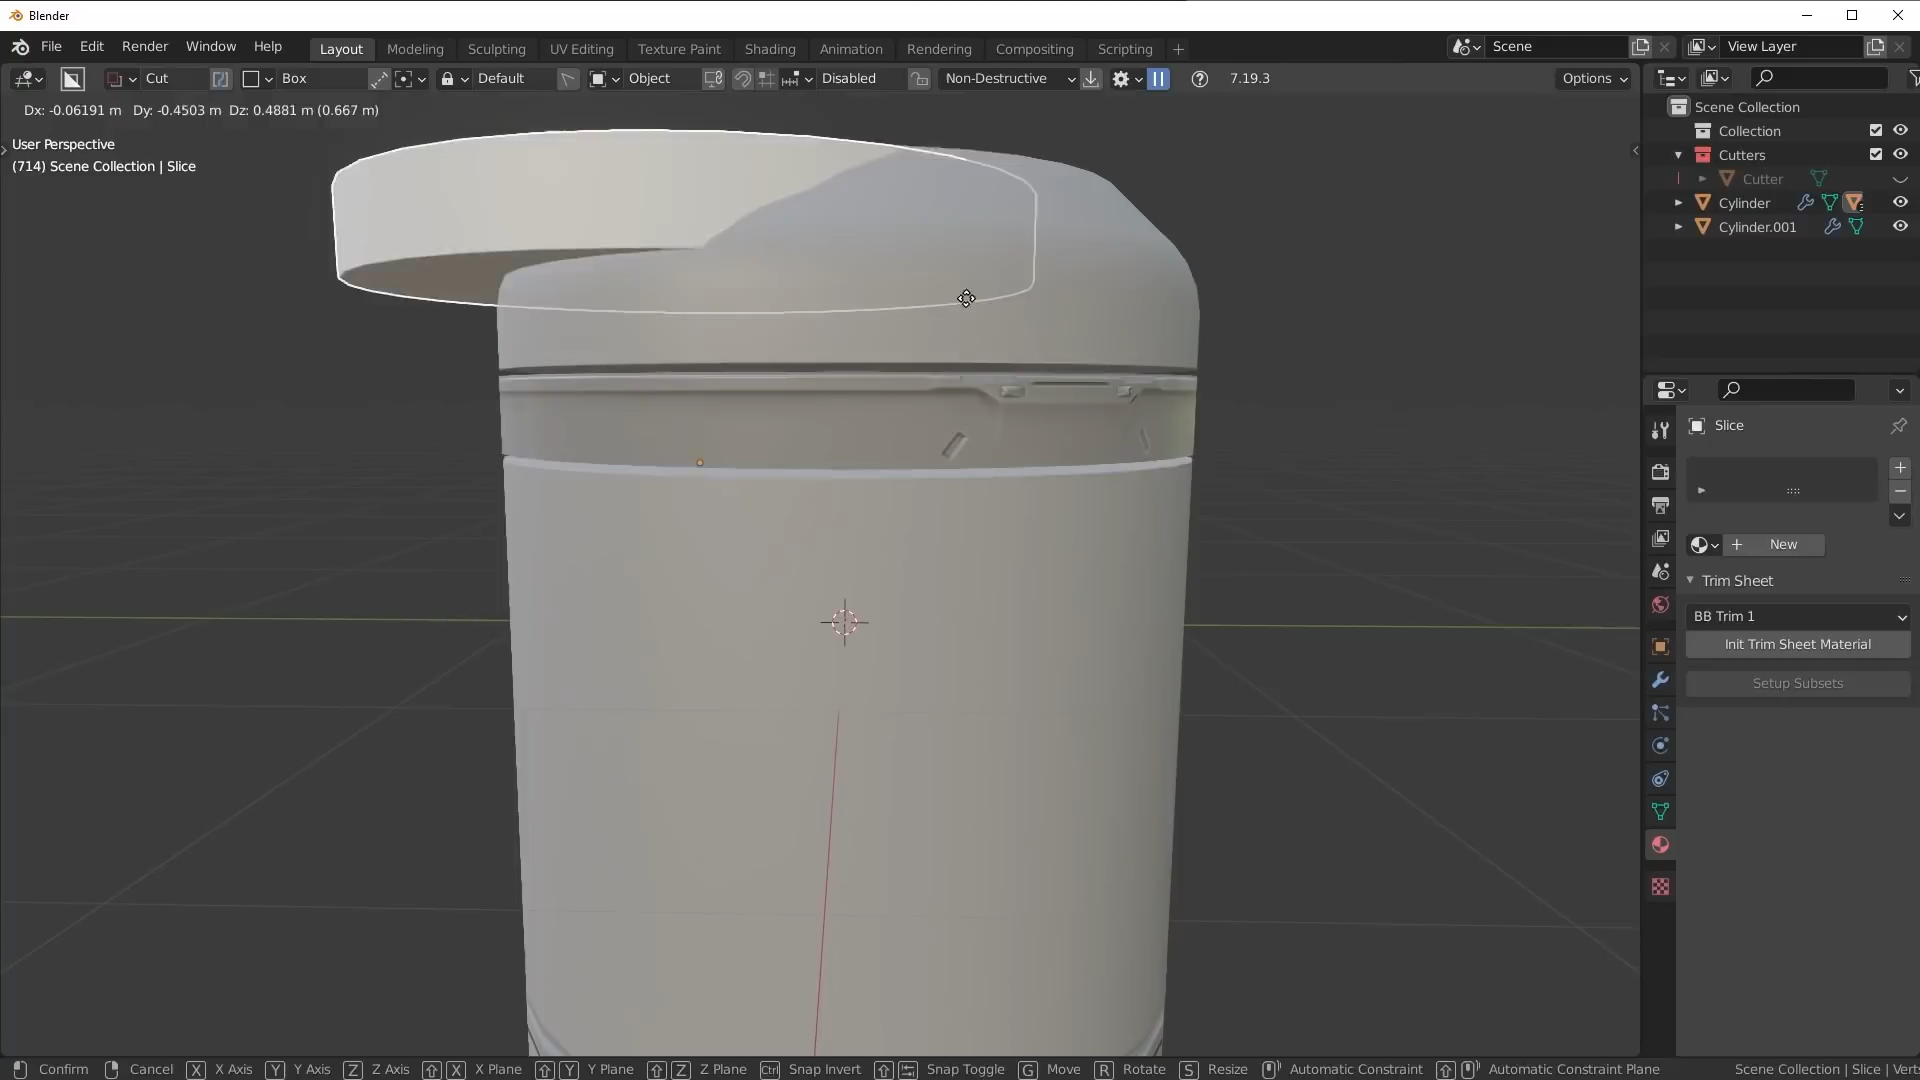 Blender
File Edit Render Window Help Layout Modeling Sculpting UV Editing Texture Paint Shading Animation Rendering Compositing Scripting + Scene View Layer
Cut Box Default Object Disabled Non-Destructive 7.19.3 Options
Dx: -0.06191 m Dy: -0.4503 m Dz: 0.4881 m (0.667 m)
User Perspective
(714) Scene Collection | Slice
Scene Collection
Collection
Cutters
Cutter
Cylinder
Cylinder.001
Slice
New
Trim Sheet
BB Trim 1
Init Trim Sheet Material
Setup Subsets
Confirm Cancel X X Axis Y Y Axis Z Z Axis X X Plane Y Y Plane Z Z Plane Ctrl Snap Invert Snap Toggle G Move R Rotate S Resize Automatic Constraint Automatic Constraint Plane Scene Collection | Slice | Verts